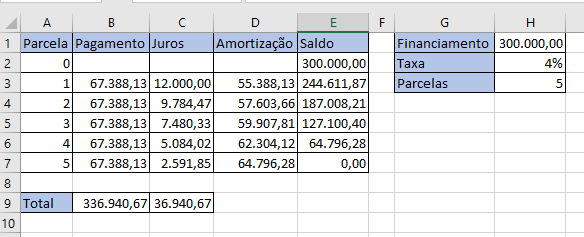 A B C D E F G H
1 Parcela Pagamento Juros Amortização Saldo Financiamento 300.000,00
2 0 300.000,00 Taxa 4%
3 1 67.388,13 12.000,00 55.388,13 244.611,87 Parcelas 5
4 2 67.388,13 9.784,47 57.603,66 187.008,21
5 3 67.388,13 7.480,33 59.907,81 127.100,40
6 4 67.388,13 5.084,02 62.304,12 64.796,28
7 5 67.388,13 2.591,85 64.796,28 0,00
8
9 Total 336.940,67 36.940,67
10